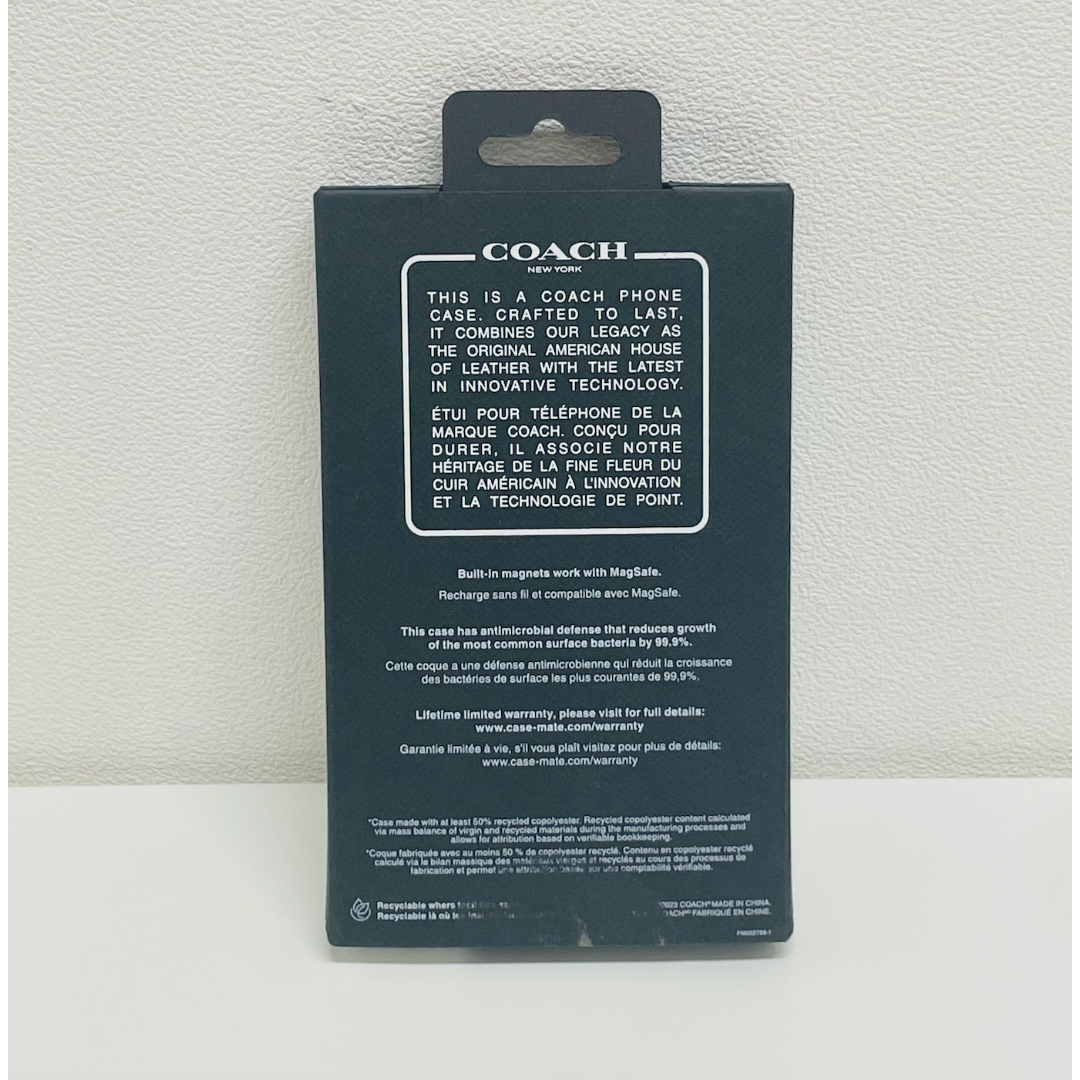 COACH
NEW YORK
THIS IS A COACH PHONE
CASE. CRAFTED TO LAST,
IT COMBINES OUR LEGACY AS
THE ORIGINAL AMERICAN HOUSE
OF LEATHER WITH THE LATEST
IN INNOVATIVE TECHNOLOGY.
ÉTUI POUR TÉLÉPHONE DE LA
MARQUE COACH. CONÇU POUR
DURER, IL ASSOCIE NOTRE
HÉRITAGE DE LA FINE FLEUR DU
CUIR AMÉRICAIN À L'INNOVATION
ET LA TECHNOLOGIE DE POINT.
Built-in magnets work with MagSafe.
Recharge sans fil et compatible avec MagSafe.
This case has antimicrobial defense that reduces growth
of the most common surface bacteria by 99.9%.
Cette coque a une défense antimicrobienne qui réduit la croissance
des bactéries de surface les plus courantes de 99,9%.
Lifetime limited warranty, please visit for full details:
www.case-mate.com/warranty
Garantie limitée à vie, s'il vous plaît visitez pour plus de détails:
www.case-mate.com/warranty
*Case made with at least 50% recycled copolyester. Recycled copolyester content calculated
via mass balance of virgin and recycled materials during the manufacturing processes and
allows for attribution based on verifiable bookkeeping.
*Coque fabriquée avec au moins 50 % de copolyester recyclé. Contenu en copolyester recyclé
calculé via le bilan massique des matériaux vierges et recyclés au cours des processus de
fabrication et permet une attribution basée sur une comptabilité vérifiable.
Recyclable where
Recyclable là où
2023 COACH® MADE IN CHINA.
FABRIQUÉ EN CHINE.